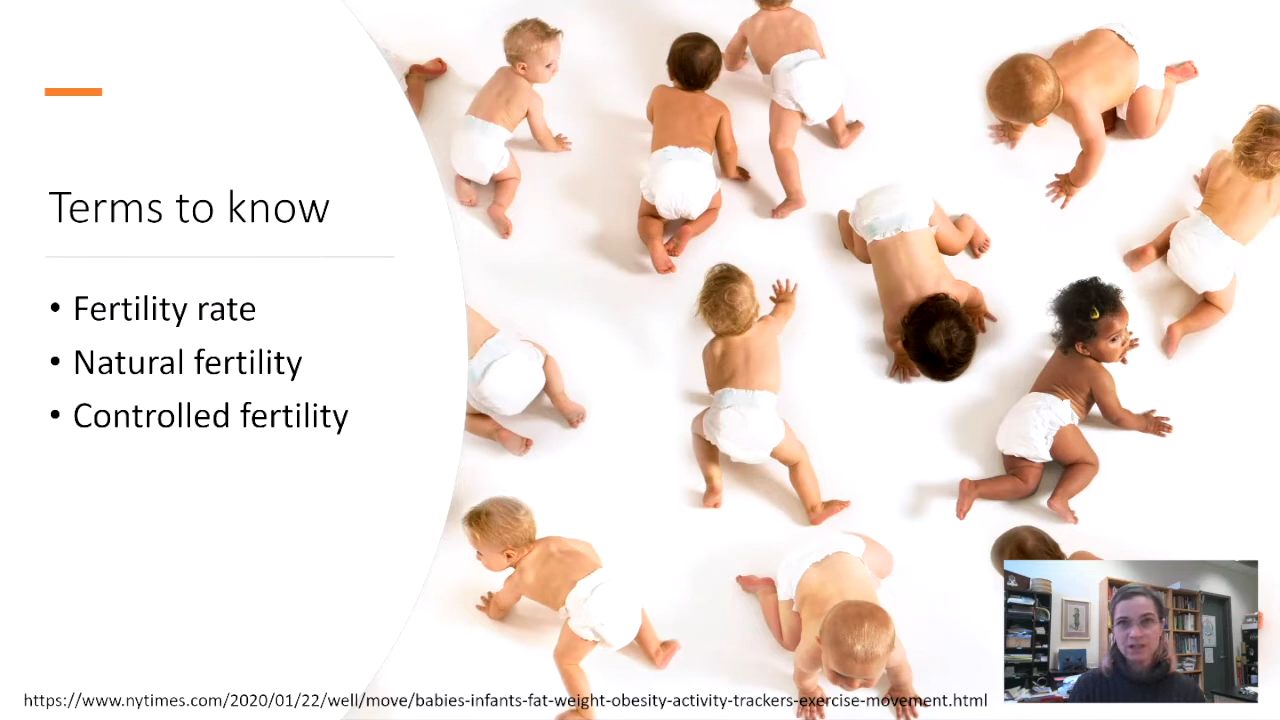 Terms to know
• Fertility rate
• Natural fertility
• Controlled fertility
https://www.nytimes.com/2020/01/22/well/move/babies-infants-fat-weight-obesity-activity-trackers-exercise-movement.html